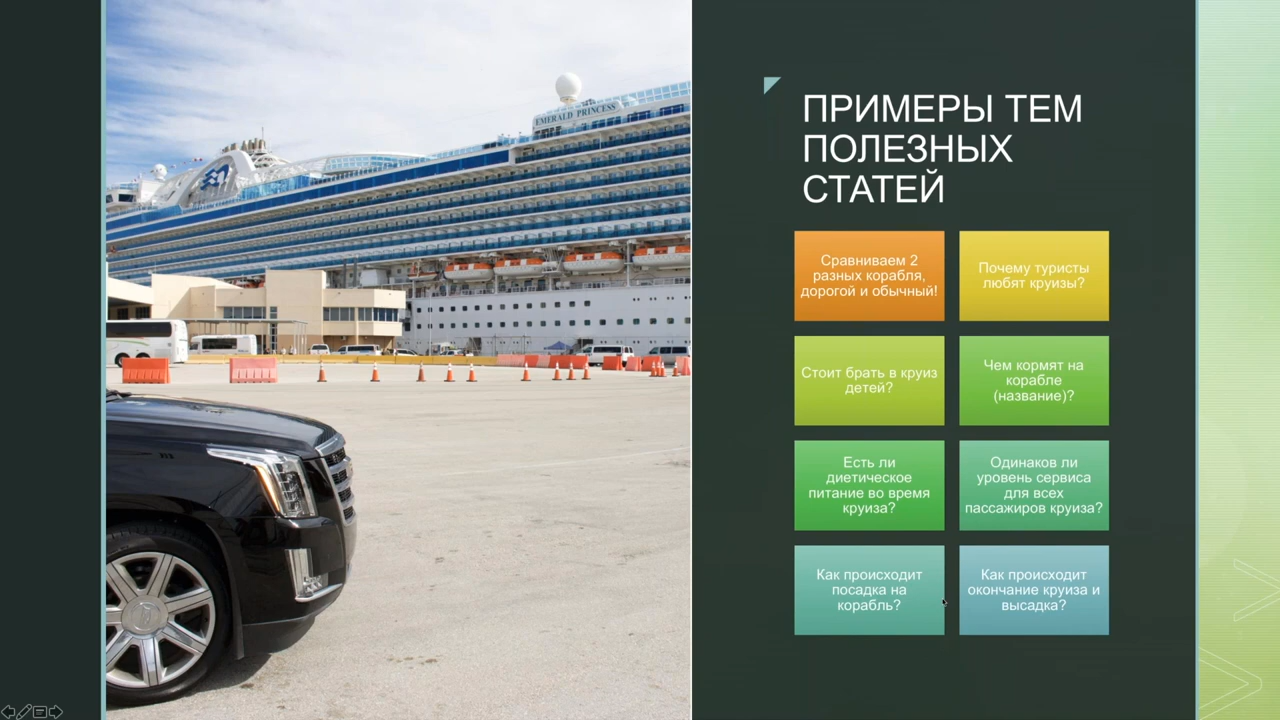 EMERALD PRINCESS
ПРИМЕРЫ ТЕМ
ПОЛЕЗНЫХ
СТАТЕЙ
Сравниваем 2
разных корабля,
дорогой и обычный!
Почему туристы
любят круизы?
Стоит брать в круиз
детей?
Чем кормят на
корабле
(название)?
Есть ли
диетическое
питание во время
круиза?
Одинаков ли
уровень сервиса
для всех
пассажиров круиза?
Как происходит
посадка на
корабль?
Как происходит
окончание круиза и
высадка?